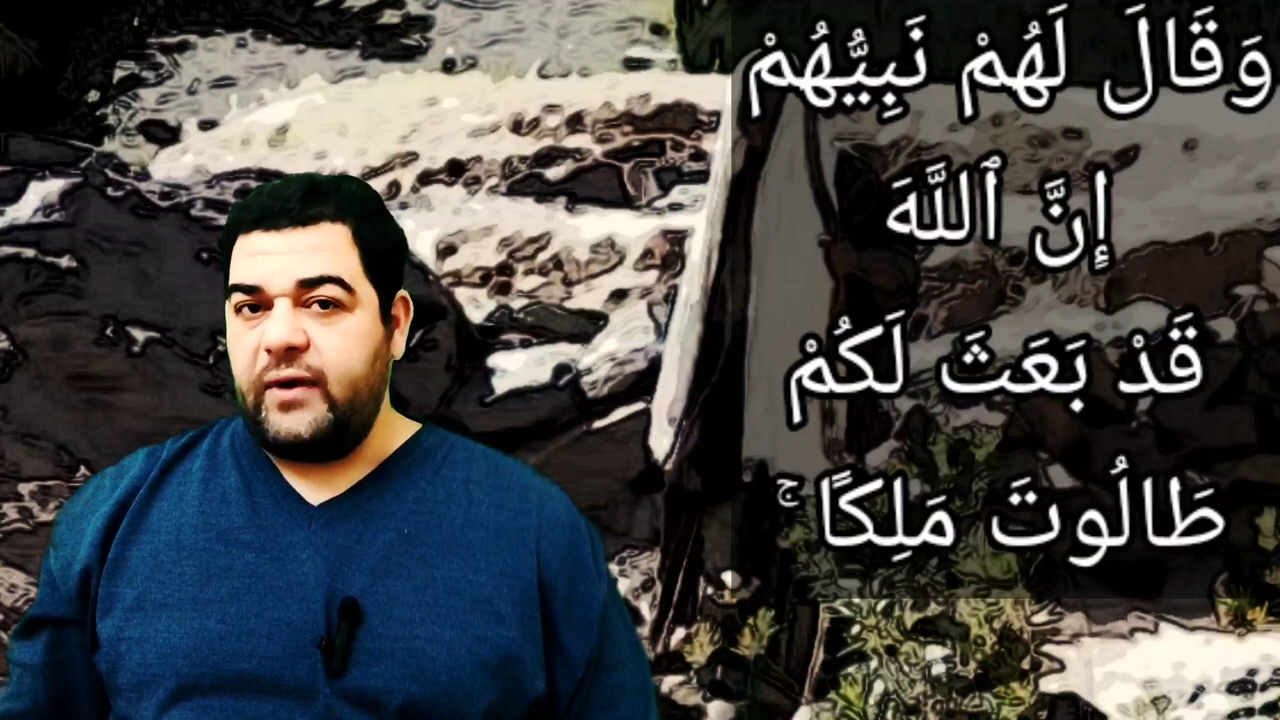 وَقَالَ لَهُمْ نَبِيُّهُمْ
إِنَّ ٱللَّهَ
قَدْ بَعَثَ لَكُمْ
طَالُوتَ مَلِكًا ۚ